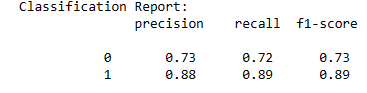 Classification Report:
precision recall f1-score
0 0.73 0.72 0.73
1 0.88 0.89 0.89